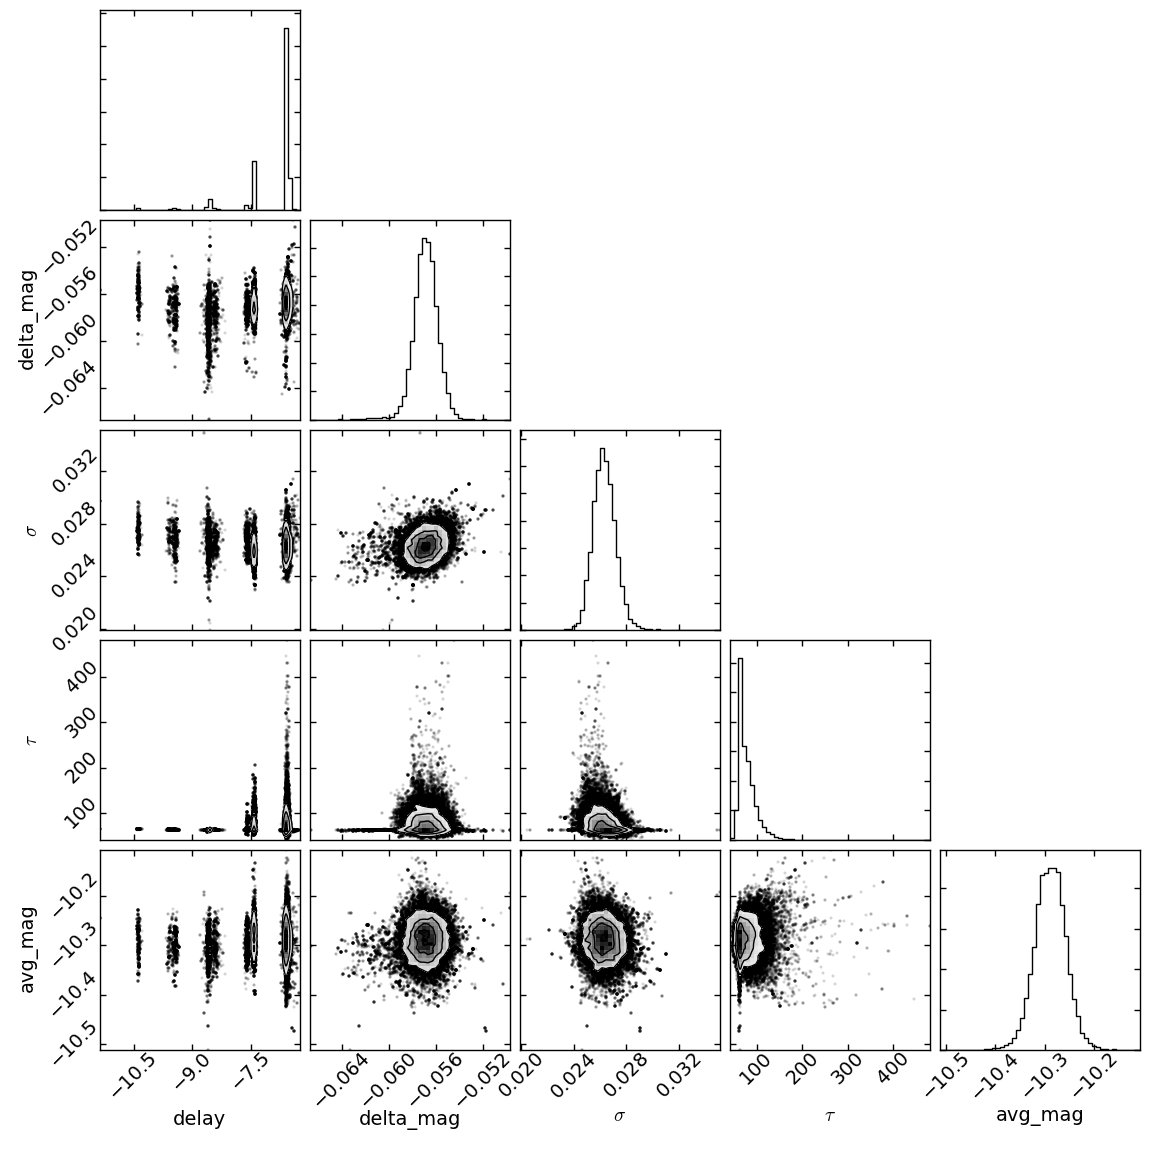 −0.052
−0.056
−0.060
−0.064
delta_mag
0.032
0.028
0.024
0.020
σ
400
300
200
100
τ
−10.2
−10.3
−10.4
−10.5
avg_mag
−10.5 −9.0 −7.5
delay
−0.064 −0.060 −0.056 −0.052
delta_mag
0.020 0.024 0.028 0.032
σ
100 200 300 400
τ
−10.5 −10.4 −10.3 −10.2
avg_mag